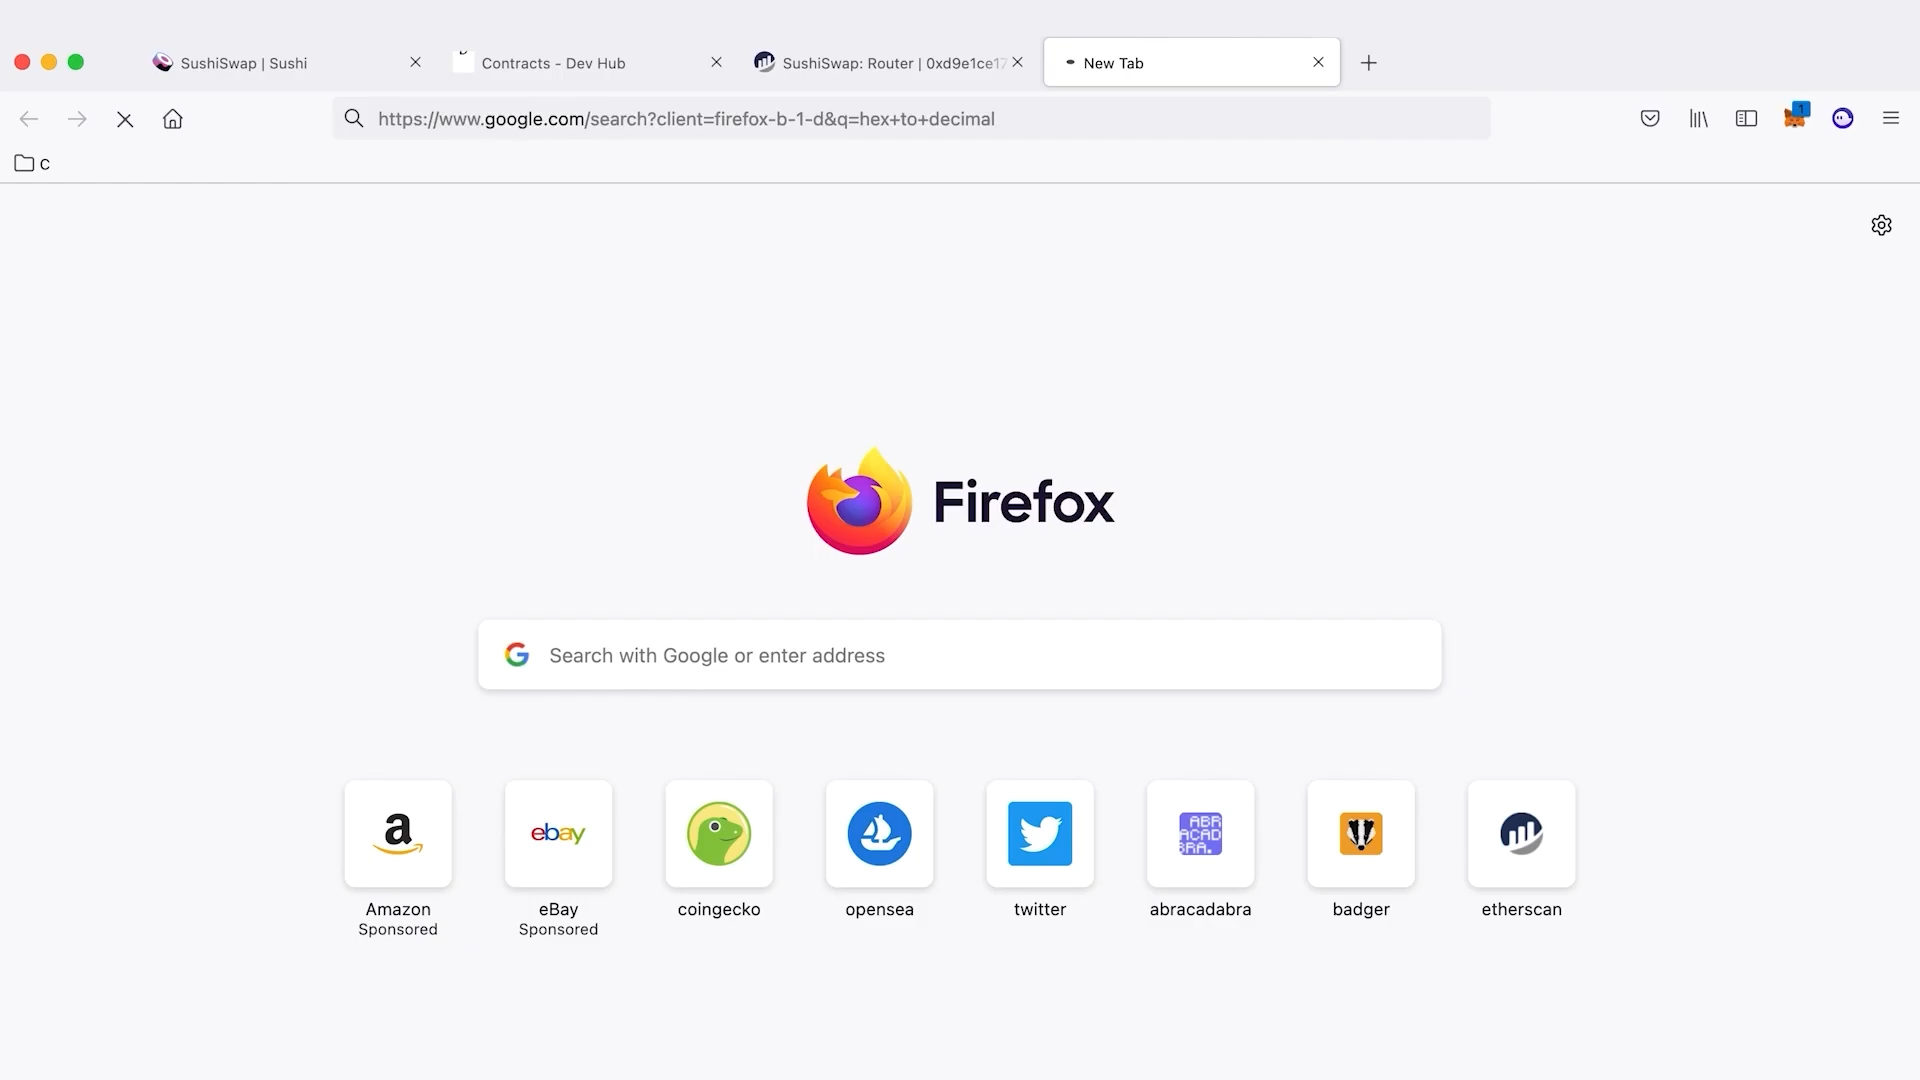 SushiSwap | Sushi
Contracts - Dev Hub
SushiSwap: Router | 0xd9e1ce17
New Tab
https://www.google.com/search?client=firefox-b-1-d&q=hex+to+decimal
1
C
Firefox
Search with Google or enter address
a
ebay
ABR
ACAD
BRA.
Amazon
Sponsored
eBay
Sponsored
coingecko
opensea
twitter
abracadabra
badger
etherscan